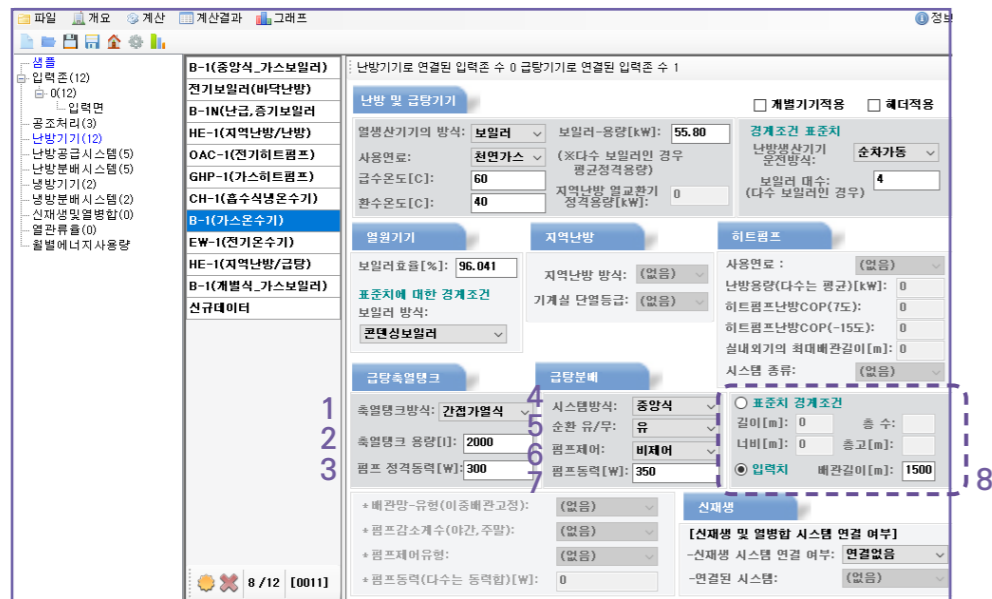 파일 개요 계산 계산결과 그래프 정보
샘플
입력존(12)
0(12)
입력면
공조처리(3)
난방기기(12)
난방공급시스템(5)
난방분배시스템(5)
냉방기기(2)
냉방분배시스템(2)
신재생및열병합(0)
열관류율(0)
월별에너지사용량
B-1(중앙식_가스보일러)
전기보일러(바닥난방)
B-1N(난급,증기보일러
HE-1(지역난방/난방)
OAC-1(전기히트펌프)
GHP-1(가스히트펌프)
CH-1(흡수식냉온수기)
B-1(가스온수기)
EW-1(전기온수기)
HE-1(지역난방/급탕)
B-1(개별식_가스보일러)
신규데이터
8 /12 [0011]
난방기기로 연결된 입력존 수 0 급탕기기로 연결된 입력존 수 1
난방 및 급탕기기
개별기기적용 헤더적용
열생산기기의 방식: 보일러
사용연료: 천연가스
급수온도[C]: 60
환수온도[C]: 40
보일러-용량[kW]: 55.80
(※다수 보일러인 경우
평균정격용량)
지역난방 열교환기
정격용량[kW]: 0
경계조건 표준치
난방생산기기
운전방식: 순차가동
보일러 대수: 4
(다수 보일러인 경우)
열원기기
보일러효율[%]: 96.041
표준치에 대한 경계조건
보일러 방식:
콘덴싱보일러
지역난방
지역난방 방식: (없음)
기계실 단열등급: (없음)
히트펌프
사용연료 : (없음)
난방용량(다수는 평균)[kW]: 0
히트펌프난방COP(7도): 0
히트펌프난방COP(-15도): 0
실내외기의 최대배관길이[m]: 0
시스템 종류: (없음)
급탕축열탱크
1 축열탱크방식: 간접가열식
2 축열탱크 용량[l]: 2000
3 펌프 정격동력[W]: 300
급탕분배
4 시스템방식: 중앙식
5 순환 유/무: 유
6 펌프제어: 비제어
7 펌프동력[W]: 350
표준치 경계조건
길이[m]: 0 층 수:
너비[m]: 0 층고[m]:
입력치 배관길이[m]: 1500
8
*배관망-유형(이중배관고정): (없음)
*펌프감소계수(야간,주말): (없음)
*펌프제어유형: (없음)
*펌프동력(다수는 동력합)[W]: 0
신재생
[신재생 및 열병합 시스템 연결 여부]
-신재생 시스템 연결 여부: 연결없음
-연결된 시스템: (없음)